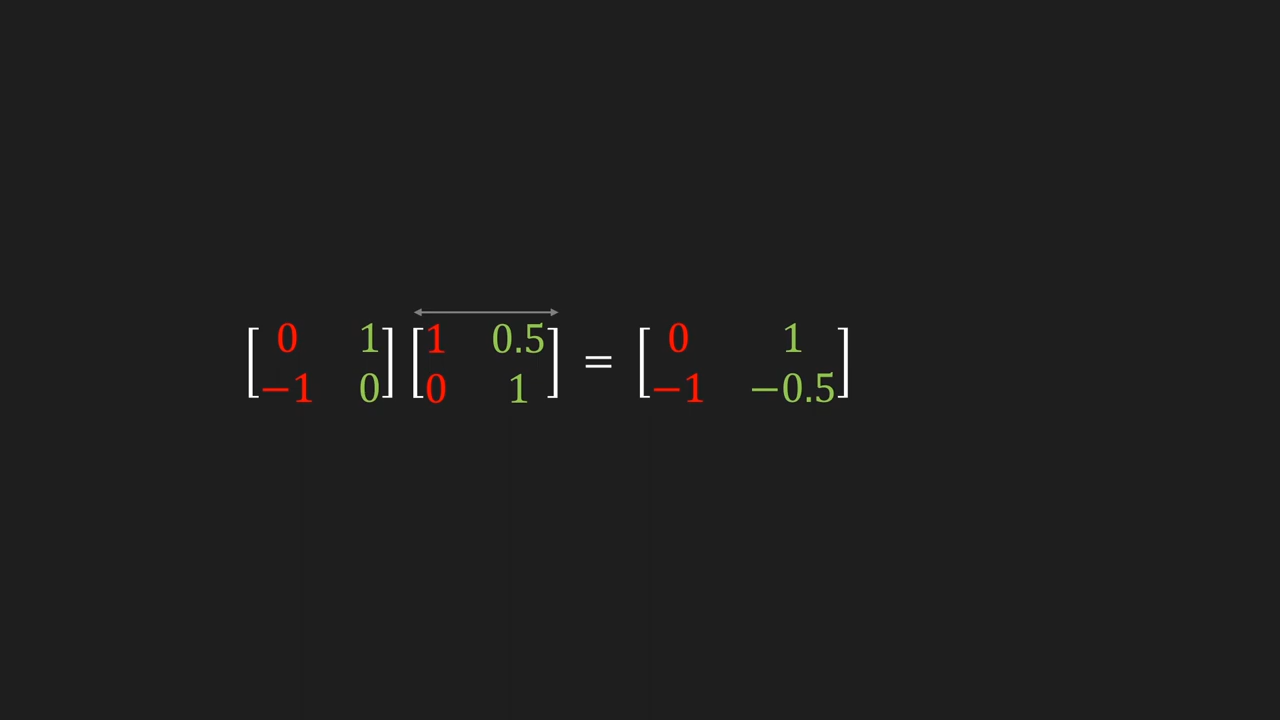 [0 1] [1 0.5] = [0 1]
[−1 0] [0 1] [−1 −0.5]